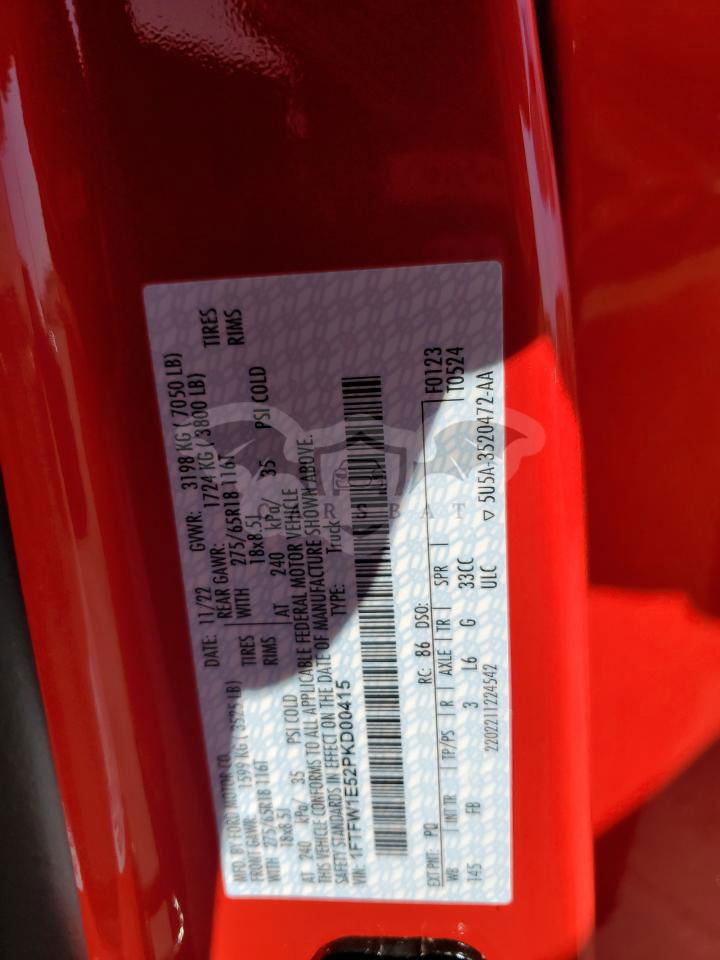 MFD. BY FORD MOTOR CO. DATE: 11/22 GVWR: 3198 KG ( 7050 LB)
FRONT GAWR: 1599 KG ( 3525 LB) REAR GAWR: 1724 KG ( 3800 LB)
WITH 275/65R18 116T TIRES WITH 275/65R18 116T TIRES
18x8.5J RIMS 18x8.5J RIMS
AT 240 kPa/ 35 PSI COLD AT 240 kPa/ 35 PSI COLD
THIS VEHICLE CONFORMS TO ALL APPLICABLE FEDERAL MOTOR VEHICLE
SAFETY STANDARDS IN EFFECT ON THE DATE OF MANUFACTURE SHOWN ABOVE.
VIN: 1FTFW1E52PKD00415 TYPE: Truck
F0123
T0524
EXT PNT: PQ RC: 86 DSO:
WB INT TR TP/PS R AXLE TR SPR
145 FB 3 L6 G 33CC
2202211224542 ULC
▽ 5U5A-3520472-AA
CARSBAT